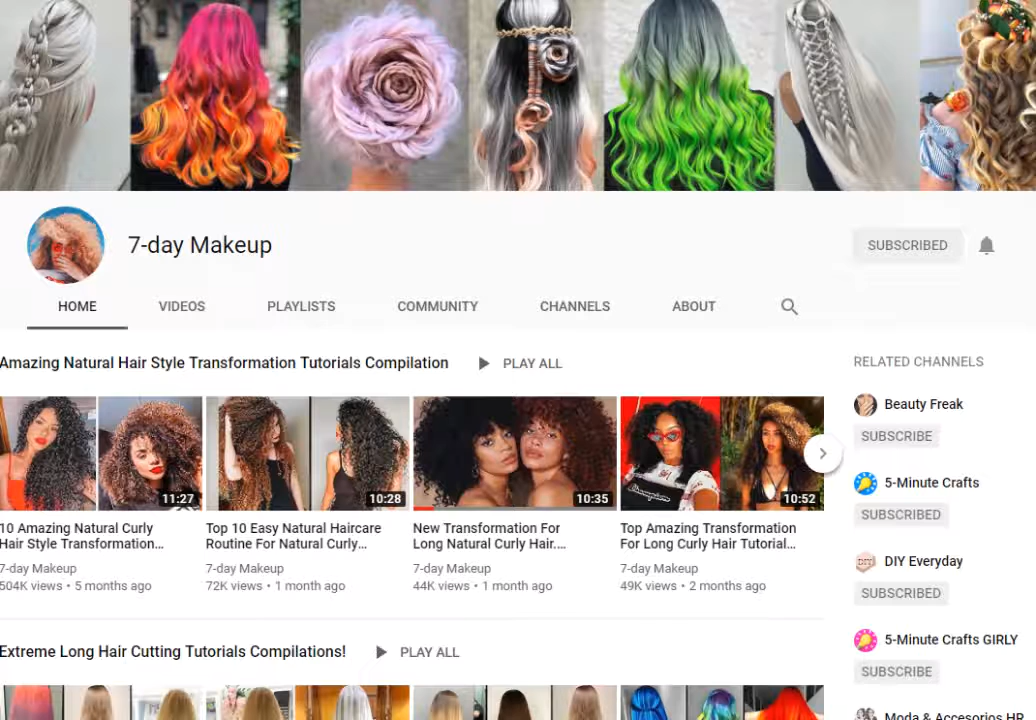 7-day Makeup
SUBSCRIBED
HOME
VIDEOS
PLAYLISTS
COMMUNITY
CHANNELS
ABOUT
Amazing Natural Hair Style Transformation Tutorials Compilation
PLAY ALL
11:27
10 Amazing Natural Curly
Hair Style Transformation...
7-day Makeup
504K views • 5 months ago
10:28
Top 10 Easy Natural Haircare
Routine For Natural Curly...
7-day Makeup
72K views • 1 month ago
10:35
New Transformation For
Long Natural Curly Hair....
7-day Makeup
44K views • 1 month ago
Champion
10:52
Top Amazing Transformation
For Long Curly Hair Tutorial...
7-day Makeup
49K views • 2 months ago
Extreme Long Hair Cutting Tutorials Compilations!
PLAY ALL
RELATED CHANNELS
Beauty Freak
SUBSCRIBE
5-Minute Crafts
SUBSCRIBED
DIY
DIY Everyday
SUBSCRIBED
5-Minute Crafts GIRLY
SUBSCRIBE
Moda & Accesorios HR